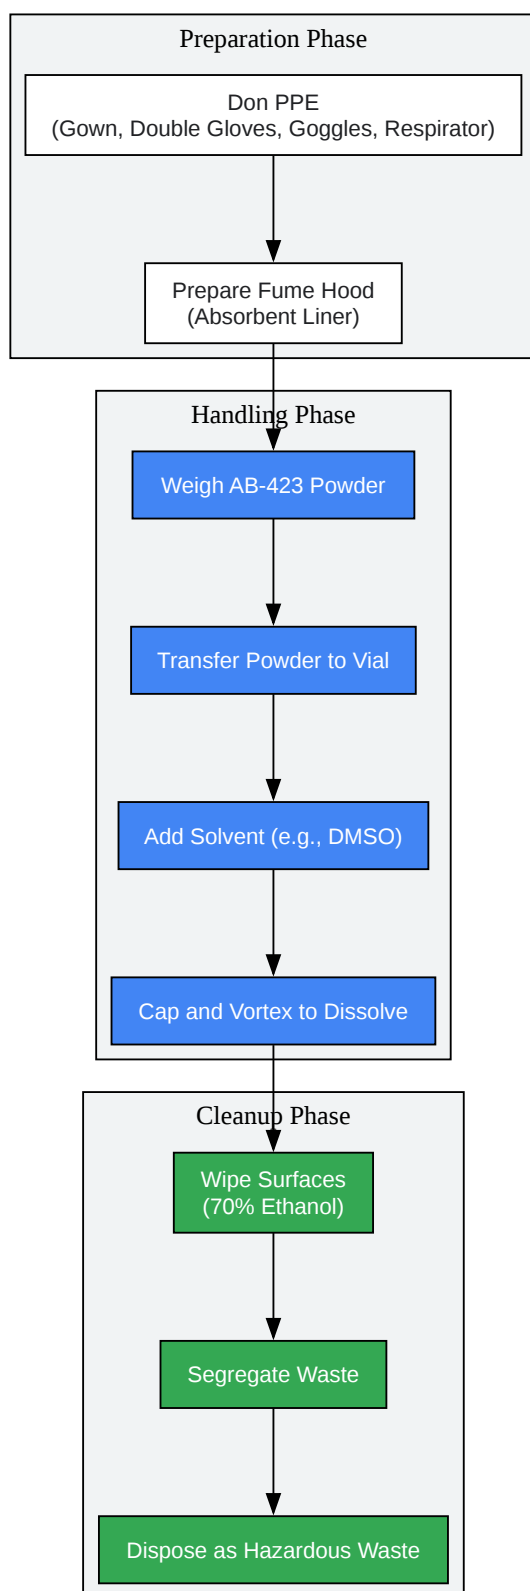 Preparation Phase
Don PPE
(Gown, Double Gloves, Goggles, Respirator)
Prepare Fume Hood
(Absorbent Liner)
Handling Phase
Weigh AB-423 Powder
Transfer Powder to Vial
Add Solvent (e.g., DMSO)
Cap and Vortex to Dissolve
Cleanup Phase
Wipe Surfaces
(70% Ethanol)
Segregate Waste
Dispose as Hazardous Waste